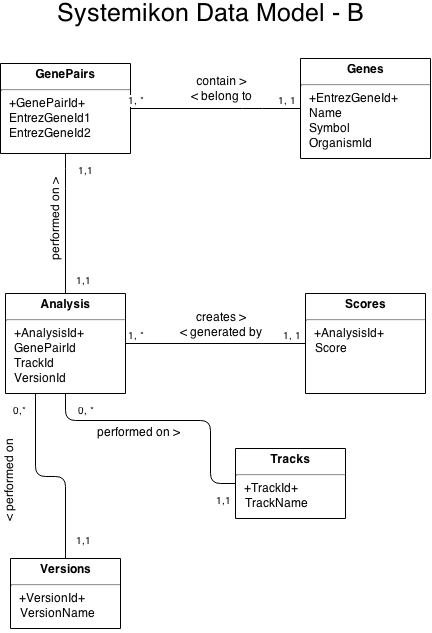 Systemikon Data Model - B
GenePairs
+GenePairId+
EntrezGeneId1
EntrezGeneId2
1, *
contain >
< belong to
1, 1
Genes
+EntrezGeneId+
Name
Symbol
OrganismId
1,1
performed on >
1,1
Analysis
+AnalysisId+
GenePairId
TrackId
VersionId
1, *
creates >
< generated by
1, 1
Scores
+AnalysisId+
Score
0,*
0, *
performed on >
< performed on
1,1
Tracks
+TrackId+
TrackName
1,1
Versions
+VersionId+
VersionName